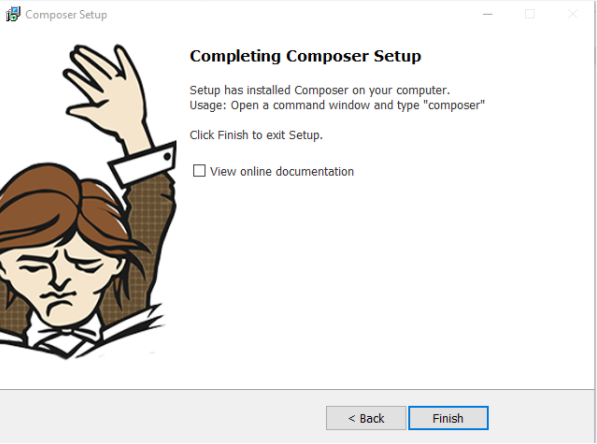 Composer Setup
Completing Composer Setup
Setup has installed Composer on your computer.
Usage: Open a command window and type "composer"
Click Finish to exit Setup.
View online documentation
< Back
Finish